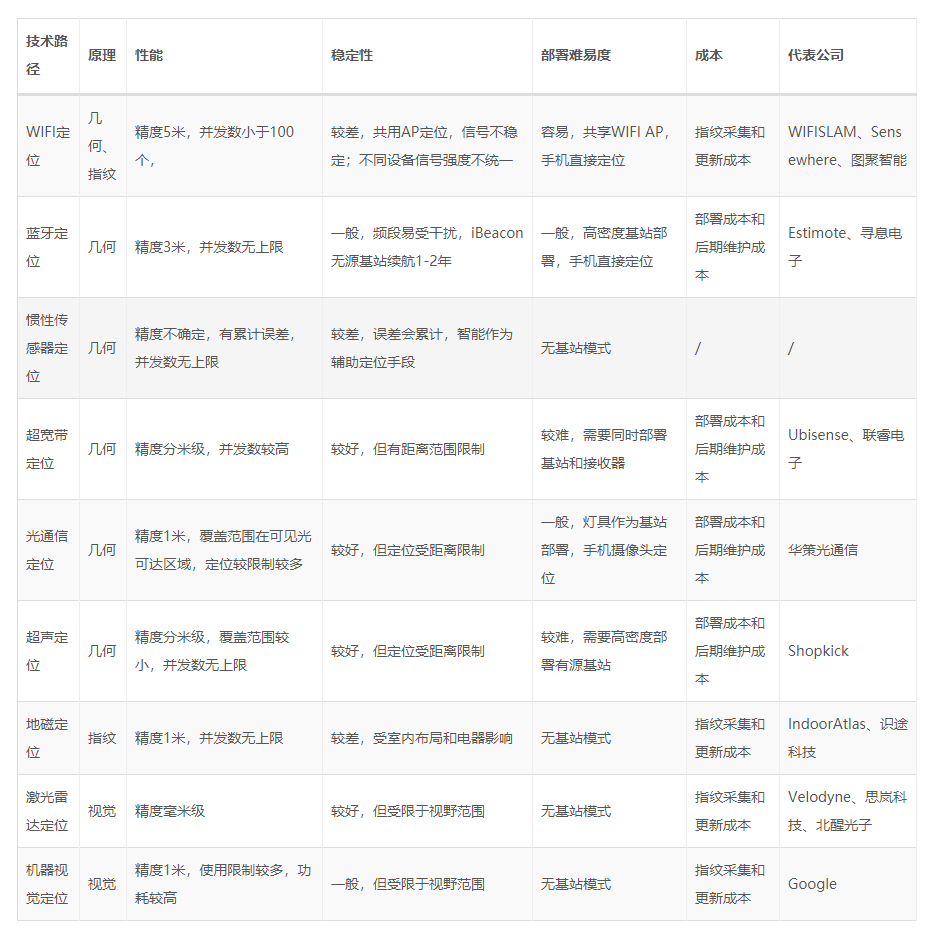 技术路
径
原理
性能
稳定性
部署难易度
成本
代表公司
WIFI定
位
几
何、
指纹
精度5米，并发数小于100
个，
较差，共用AP定位，信号不稳
定；不同设备信号强度不统一
容易，共享WIFI AP，
手机直接定位
指纹采集和
更新成本
WIFISLAM、Sens
ewhere、图聚智能
蓝牙定
位
几何
精度3米，并发数无上限
一般，频段易受干扰，iBeacon
无源基站续航1-2年
一般，高密度基站部
署，手机直接定位
部署成本和
后期维护成
本
Estimote、寻息电
子
惯性传
感器定
位
几何
精度不确定，有累计误差，
并发数无上限
较差，误差会累计，智能作为
辅助定位手段
无基站模式
/
/
超宽带
定位
几何
精度分米级，并发数较高
较好，但有距离范围限制
较难，需要同时部署
基站和接收器
部署成本和
后期维护成
本
Ubisense、联睿电
子
光通信
定位
几何
精度1米，覆盖范围在可见光
可达区域，定位较限制较多
较好，但定位受距离限制
一般，灯具作为基站
部署，手机摄像头定
位
部署成本和
后期维护成
本
华策光通信
超声定
位
几何
精度分米级，覆盖范围较
小，并发数无上限
较好，但定位受距离限制
较难，需要高密度部
署有源基站
部署成本和
后期维护成
本
Shopkick
地磁定
位
指纹
精度1米，并发数无上限
较差，受室内布局和电器影响
无基站模式
指纹采集和
更新成本
IndoorAtlas、识途
科技
激光雷
达定位
视觉
精度毫米级
较好，但受限于视野范围
无基站模式
指纹采集和
更新成本
Velodyne、思岚科
技、北醒光子
机器视
觉定位
视觉
精度1米，使用限制较多，功
耗较高
一般，但受限于视野范围
无基站模式
指纹采集和
更新成本
Google